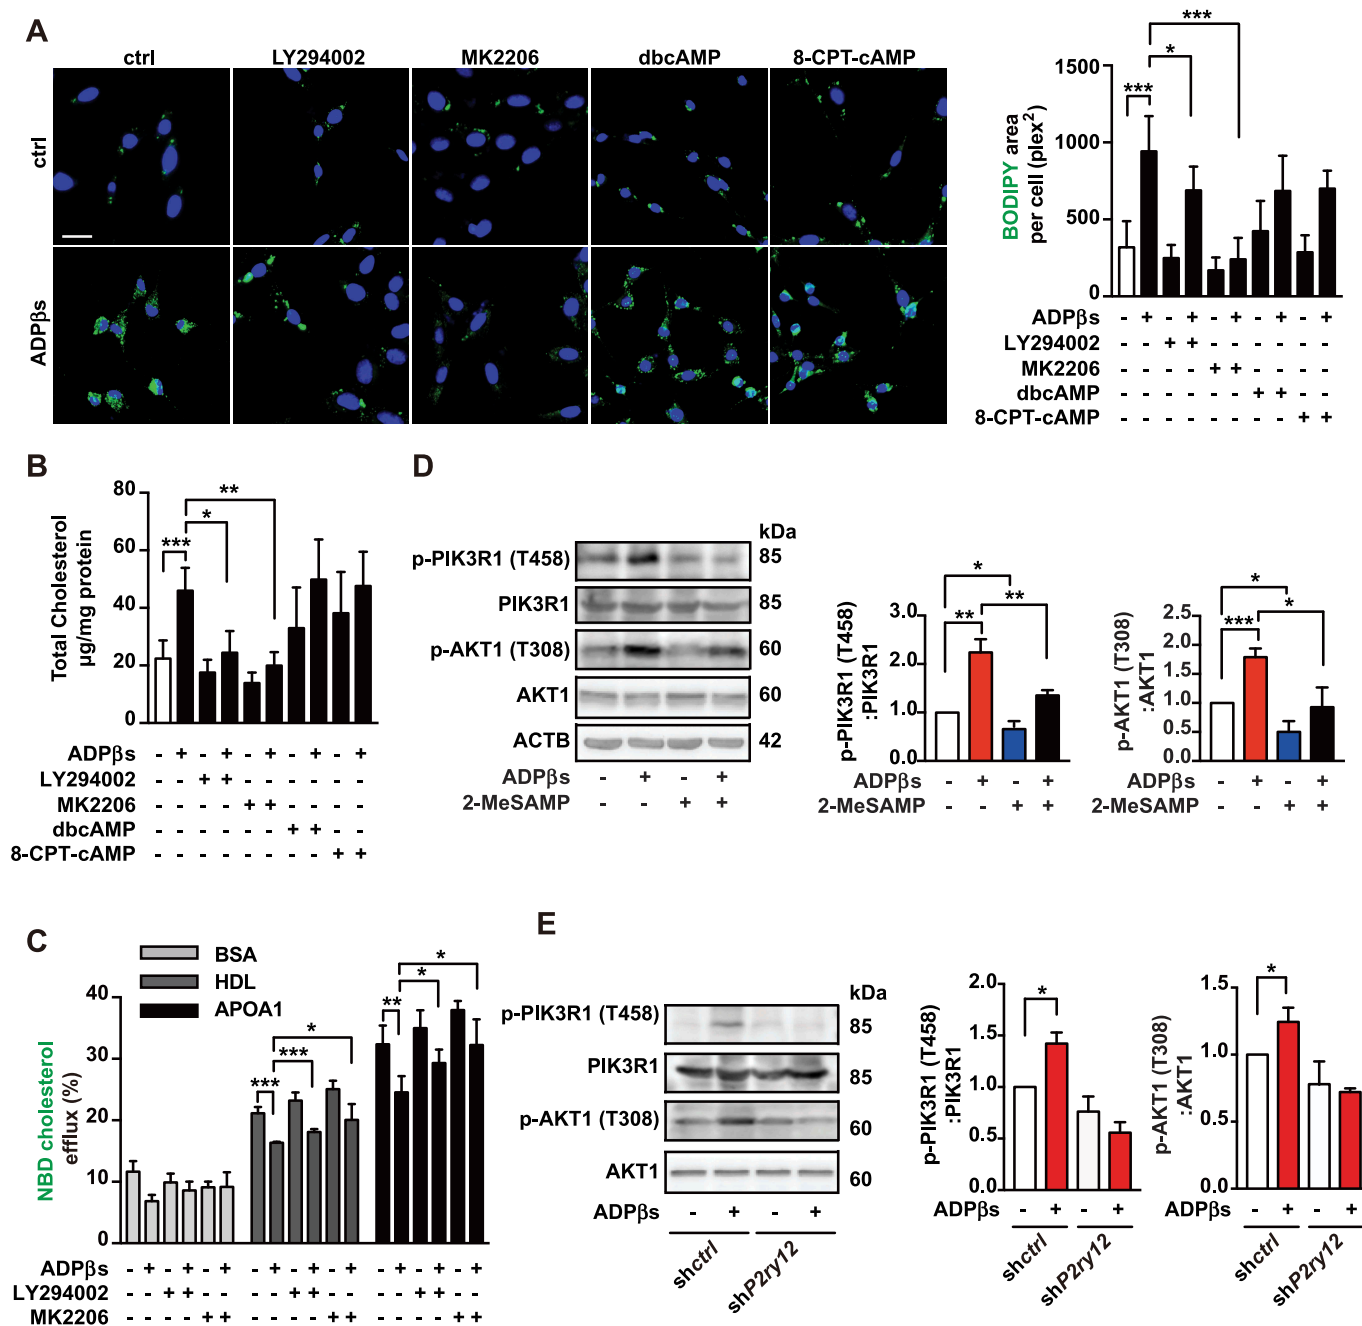 A
ctrl LY294002 MK2206 dbcAMP 8-CPT-cAMP
ctrl
ADPβs
BODIPY area
per cell (plex²)
1500
1000
500
0
***
*
***
ADPβs - + - + - + - + - +
LY294002 - - + + - - - - - -
MK2206 - - - - + + - - - -
dbcAMP - - - - - - + + - -
8-CPT-cAMP - - - - - - - - + +
B
Total Cholesterol
µg/mg protein
80
60
40
20
0
***
*
**
ADPβs - + - + - + - + - +
LY294002 - - + + - - - - - -
MK2206 - - - - + + - - - -
dbcAMP - - - - - - + + - -
8-CPT-cAMP - - - - - - - - + +
D
kDa
p-PIK3R1 (T458) 85
PIK3R1 85
p-AKT1 (T308) 60
AKT1 60
ACTB 42
ADPβs - + - +
2-MeSAMP - - + +
p-PIK3R1 (T458)
:PIK3R1
3.0
2.0
1.0
0.0
**
*
**
ADPβs - + - +
2-MeSAMP - - + +
p-AKT1 (T308)
:AKT1
2.5
2.0
1.5
1.0
0.5
0.0
***
*
*
ADPβs - + - +
2-MeSAMP - - + +
C
BSA
HDL
APOA1
NBD cholesterol
efflux (%)
40
30
20
10
0
***
***
*
**
*
*
ADPβs - + - + - + - + - + - + - + - + - +
LY294002 - - + + - - - - + + - - - - + + - -
MK2206 - - - - + + - - - - + + - - - - + +
E
kDa
p-PIK3R1 (T458) 85
PIK3R1 85
p-AKT1 (T308) 60
AKT1 60
ADPβs - + - +
shctrl shP2ry12
p-PIK3R1 (T458)
:PIK3R1
2.0
1.5
1.0
0.5
0.0
*
ADPβs - + - +
shctrl shP2ry12
p-AKT1 (T308)
:AKT1
1.5
1.0
0.5
0.0
*
ADPβs - + - +
shctrl shP2ry12